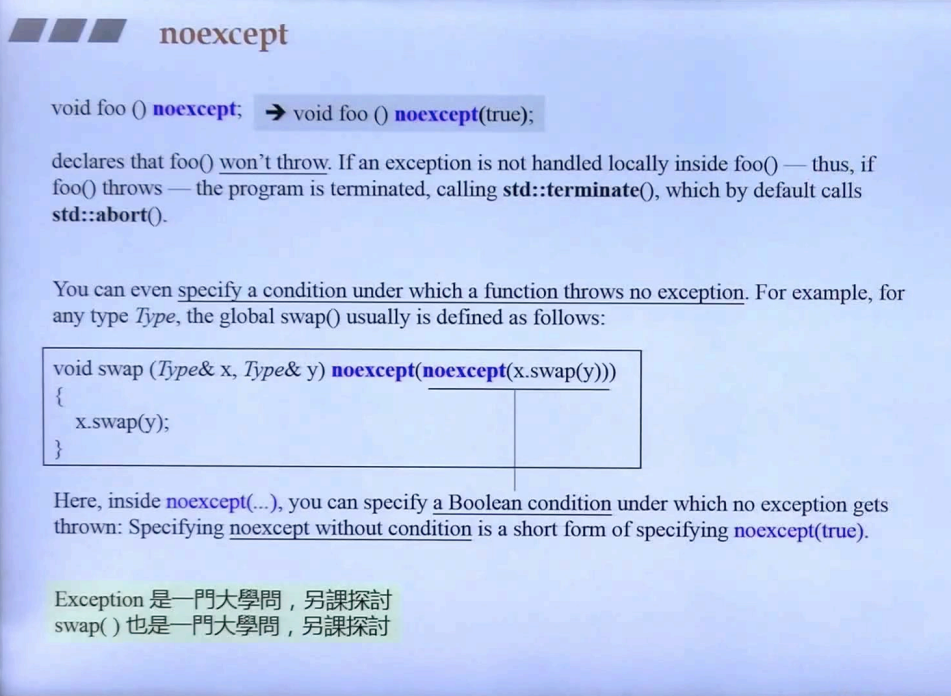 noexcept
void foo () noexcept; ➔ void foo () noexcept(true);
declares that foo() won’t throw. If an exception is not handled locally inside foo() — thus, if
foo() throws — the program is terminated, calling std::terminate(), which by default calls
std::abort().
You can even specify a condition under which a function throws no exception. For example, for
any type Type, the global swap() usually is defined as follows:
void swap (Type& x, Type& y) noexcept(noexcept(x.swap(y)))
{
x.swap(y);
}
Here, inside noexcept(...), you can specify a Boolean condition under which no exception gets
thrown: Specifying noexcept without condition is a short form of specifying noexcept(true).
Exception 是一門大學問，另課探討
swap( ) 也是一門大學問，另課探討